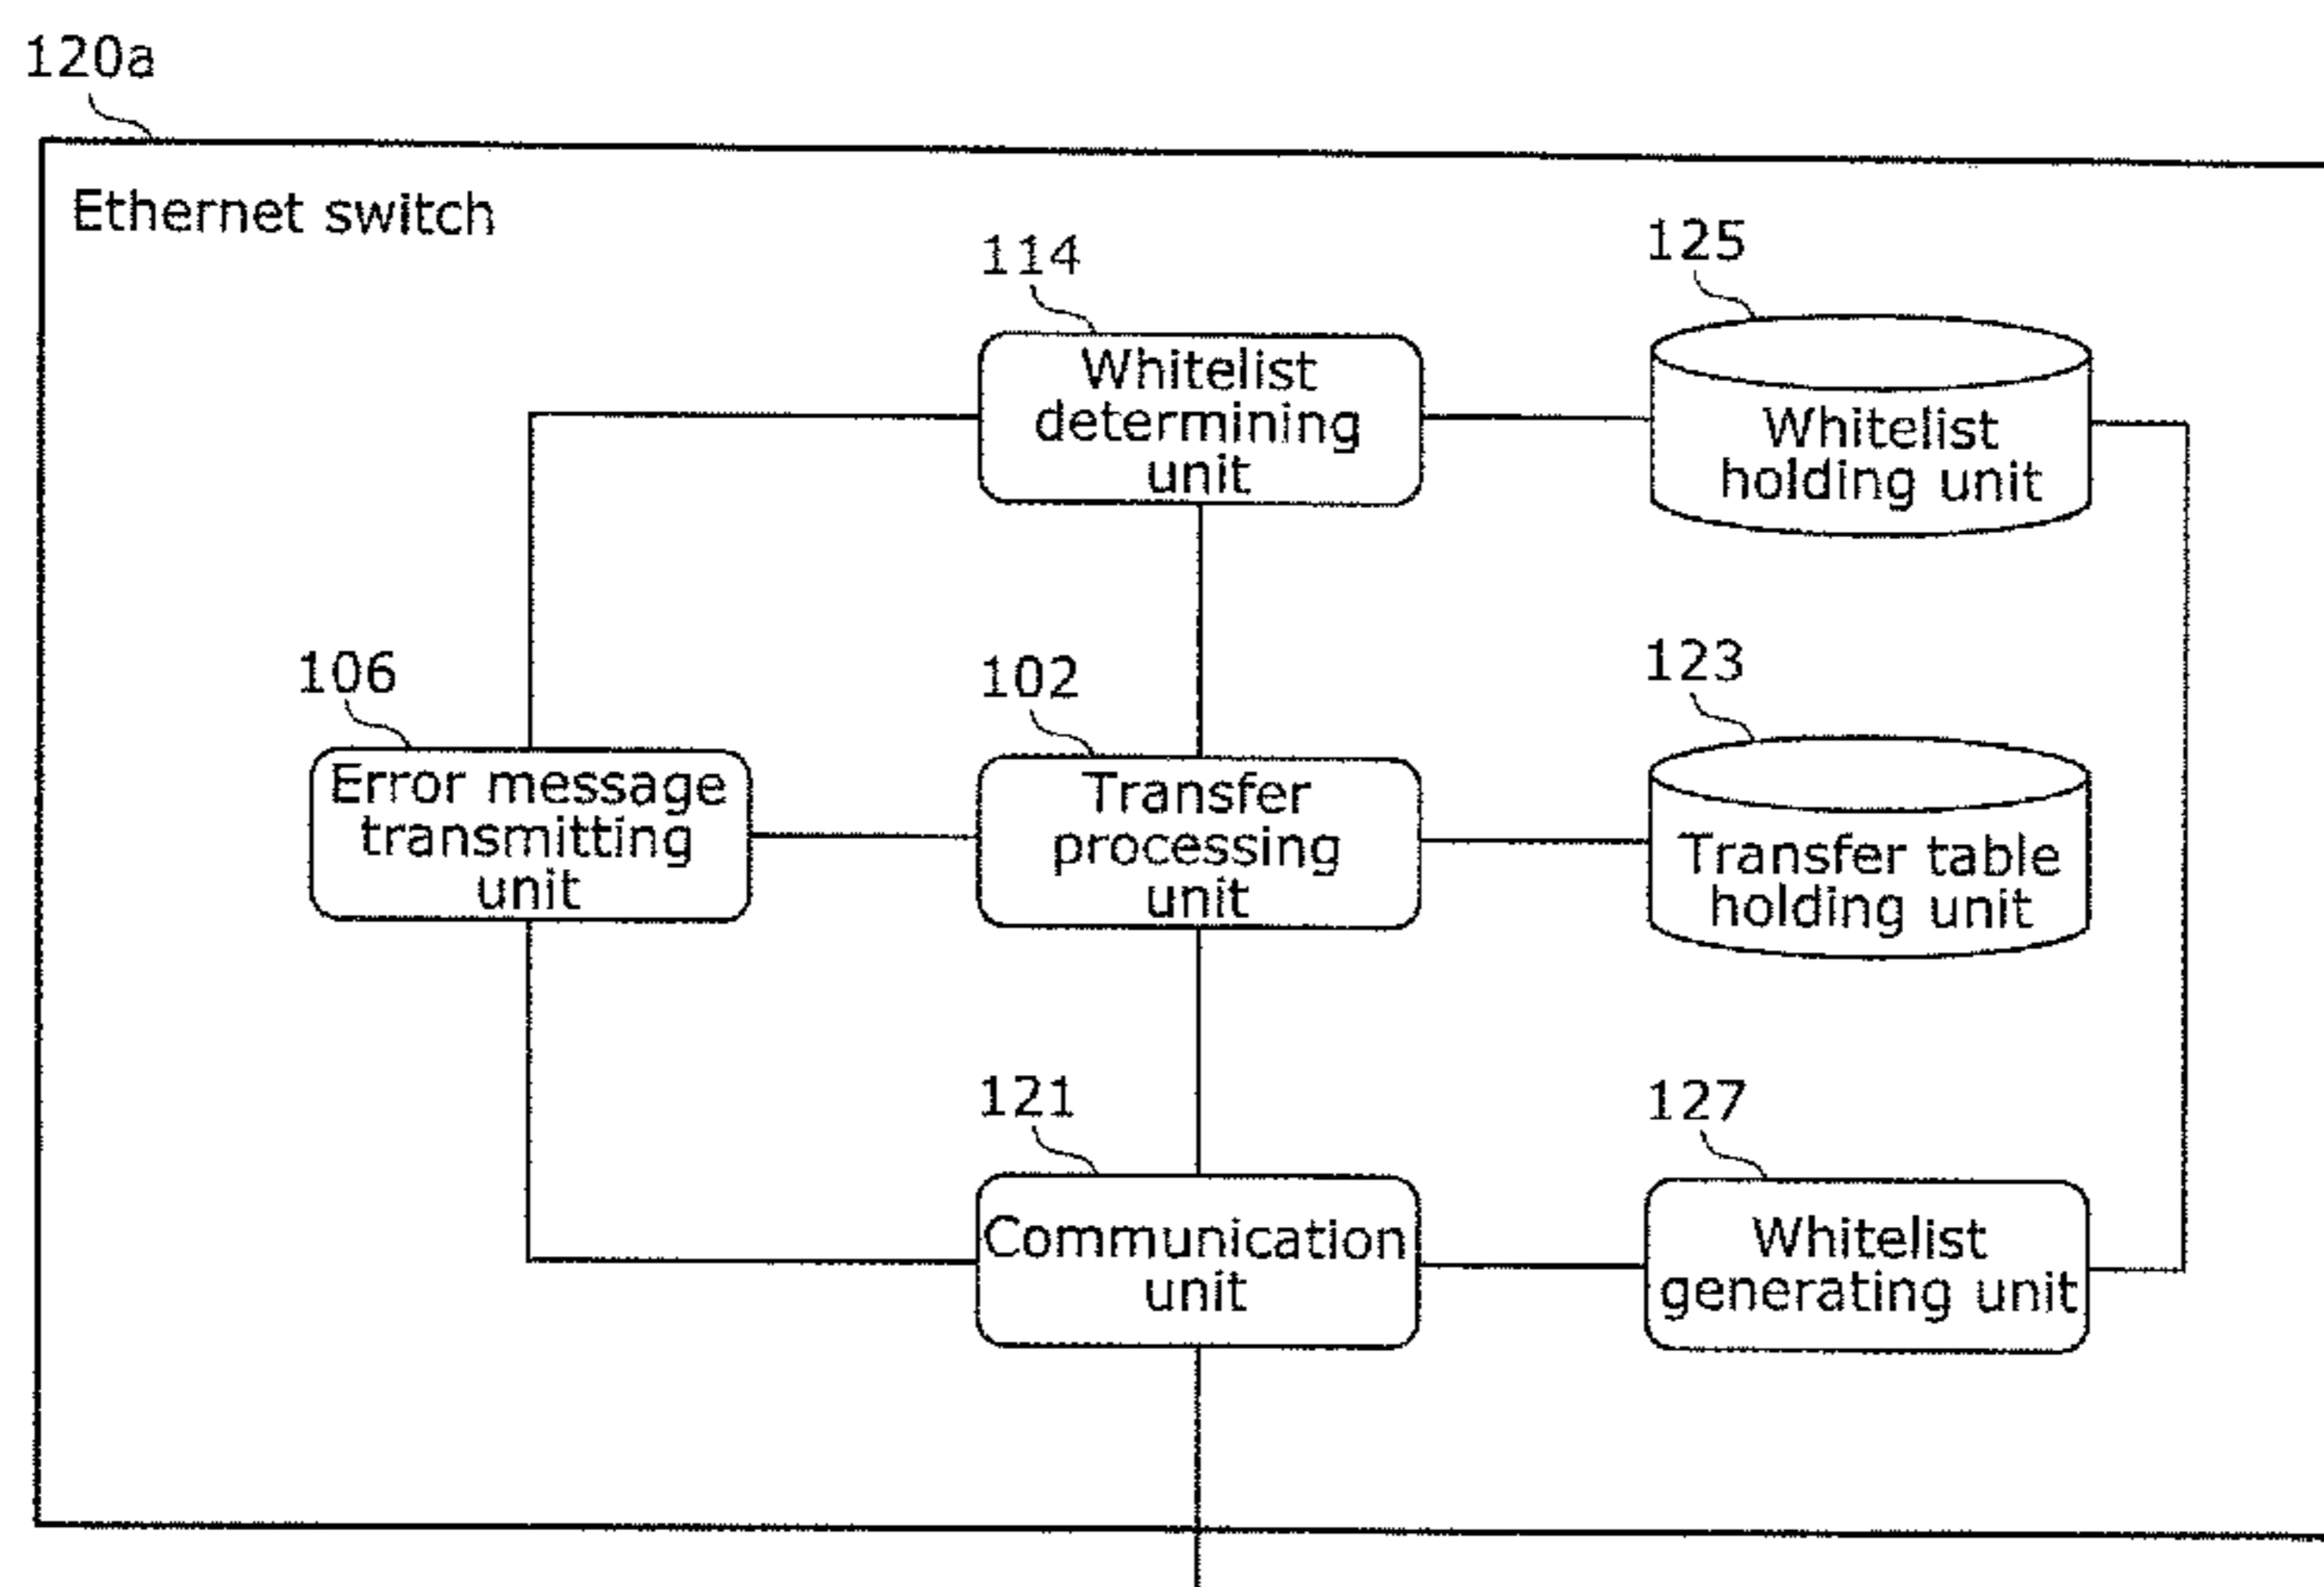 120a
Ethernet switch
114
Whitelist
determining
unit
125
Whitelist
holding unit
106
Error message
transmitting
unit
102
Transfer
processing
unit
123
Transfer table
holding unit
121
Communication
unit
127
Whitelist
generating unit